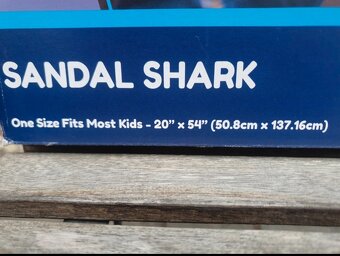 SANDAL SHARK
One Size Fits Most Kids - 20" x 54" (50.8cm x 137.16cm)